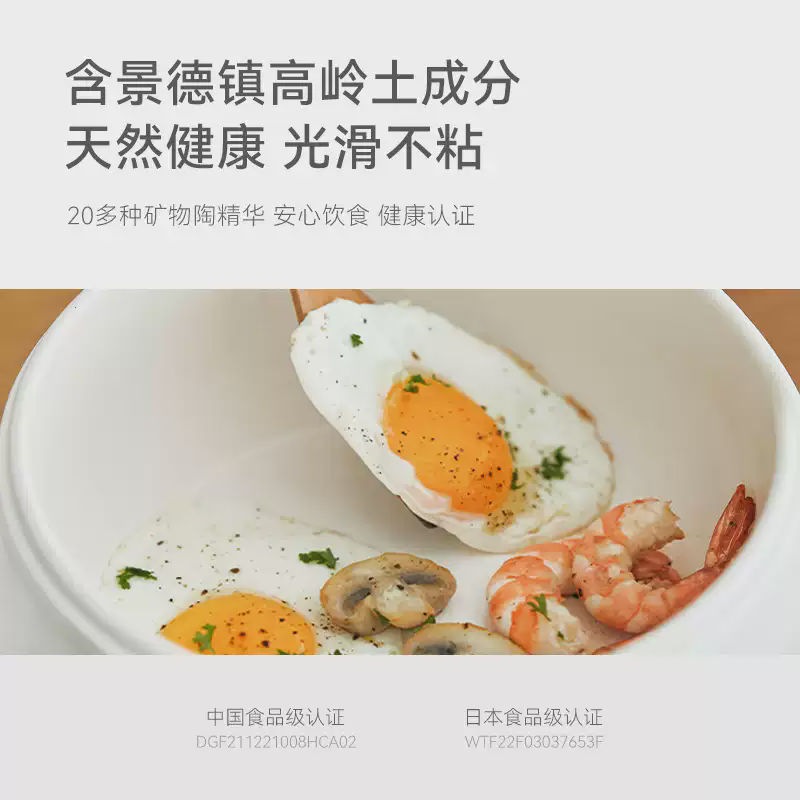 含景德镇高岭土成分
天然健康 光滑不粘
20多种矿物陶精华 安心饮食 健康认证
中国食品级认证
DGF211221008HCA02
日本食品级认证
WTF22F03037653F